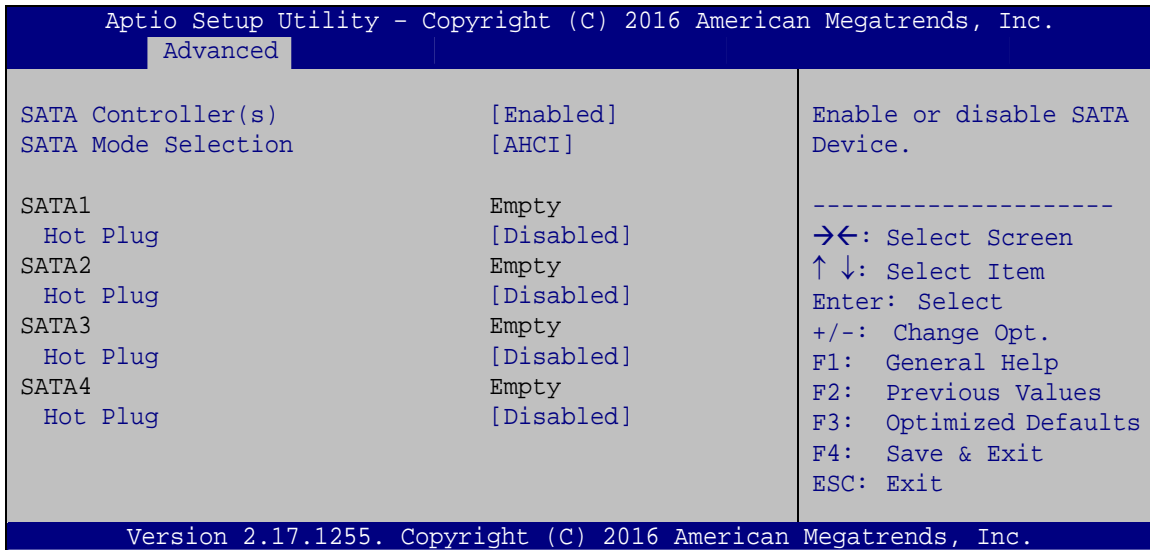 Aptio Setup Utility – Copyright (C) 2016 American Megatrends, Inc.
Advanced
SATA Controller(s) [Enabled]
SATA Mode Selection [AHCI]
SATA1 Empty
Hot Plug [Disabled]
SATA2 Empty
Hot Plug [Disabled]
SATA3 Empty
Hot Plug [Disabled]
SATA4 Empty
Hot Plug [Disabled]
Enable or disable SATA
Device.
---------------------
→←: Select Screen
↑ ↓: Select Item
Enter: Select
+/-: Change Opt.
F1: General Help
F2: Previous Values
F3: Optimized Defaults
F4: Save & Exit
ESC: Exit
Version 2.17.1255. Copyright (C) 2016 American Megatrends, Inc.